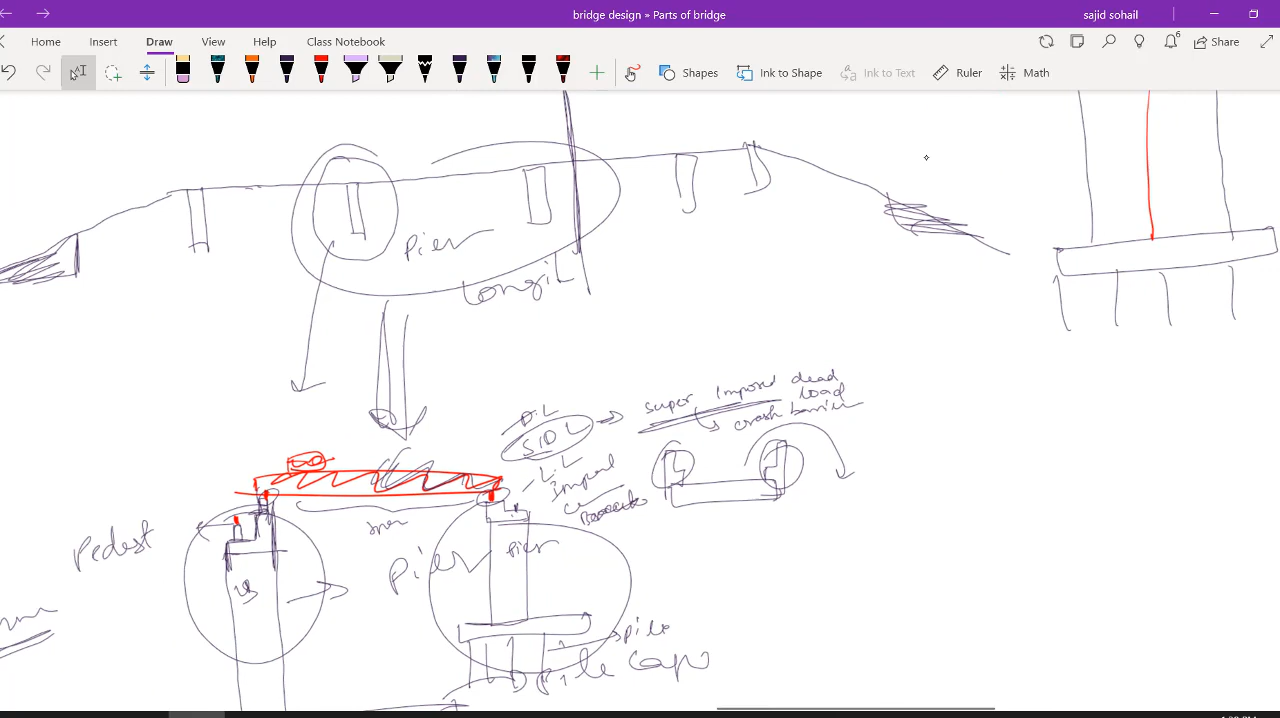 bridge design » Parts of bridge
sajid sohail
Home Insert Draw View Help Class Notebook
Share
6
Shapes Ink to Shape Ink to Text Ruler Math
Pier
Longit
D.L
SIDL
L.L
super Imposed dead
load
crash barrier
Pedest
Pier
Pier
pile
pile cap